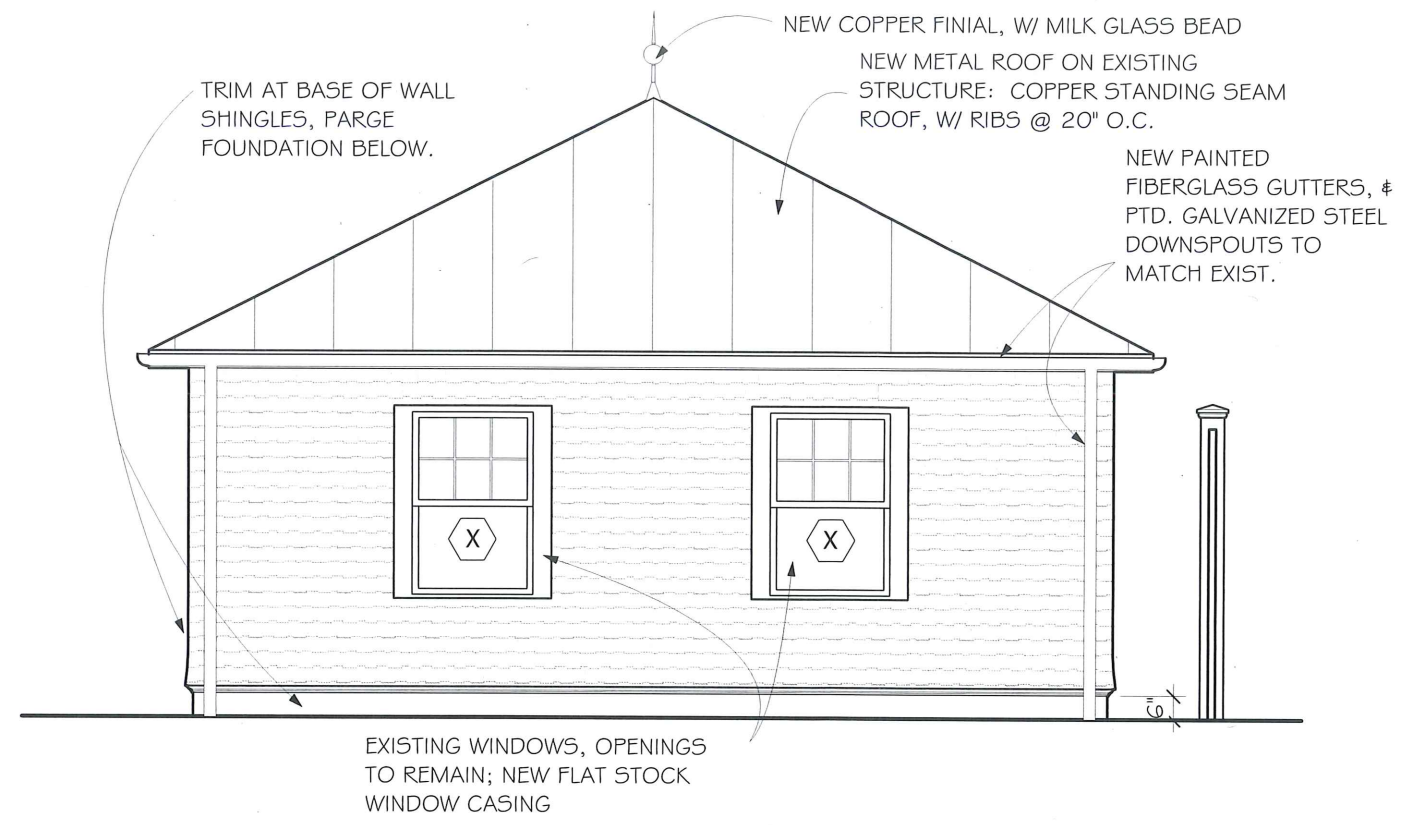 NEW COPPER FINIAL, W/ MILK GLASS BEAD
NEW METAL ROOF ON EXISTING
STRUCTURE: COPPER STANDING SEAM
ROOF, W/ RIBS @ 20" O.C.
TRIM AT BASE OF WALL
SHINGLES, PARGE
FOUNDATION BELOW.
NEW PAINTED
FIBERGLASS GUTTERS, &
PTD. GALVANIZED STEEL
DOWNSPOUTS TO
MATCH EXIST.
X
X
6"
EXISTING WINDOWS, OPENINGS
TO REMAIN; NEW FLAT STOCK
WINDOW CASING